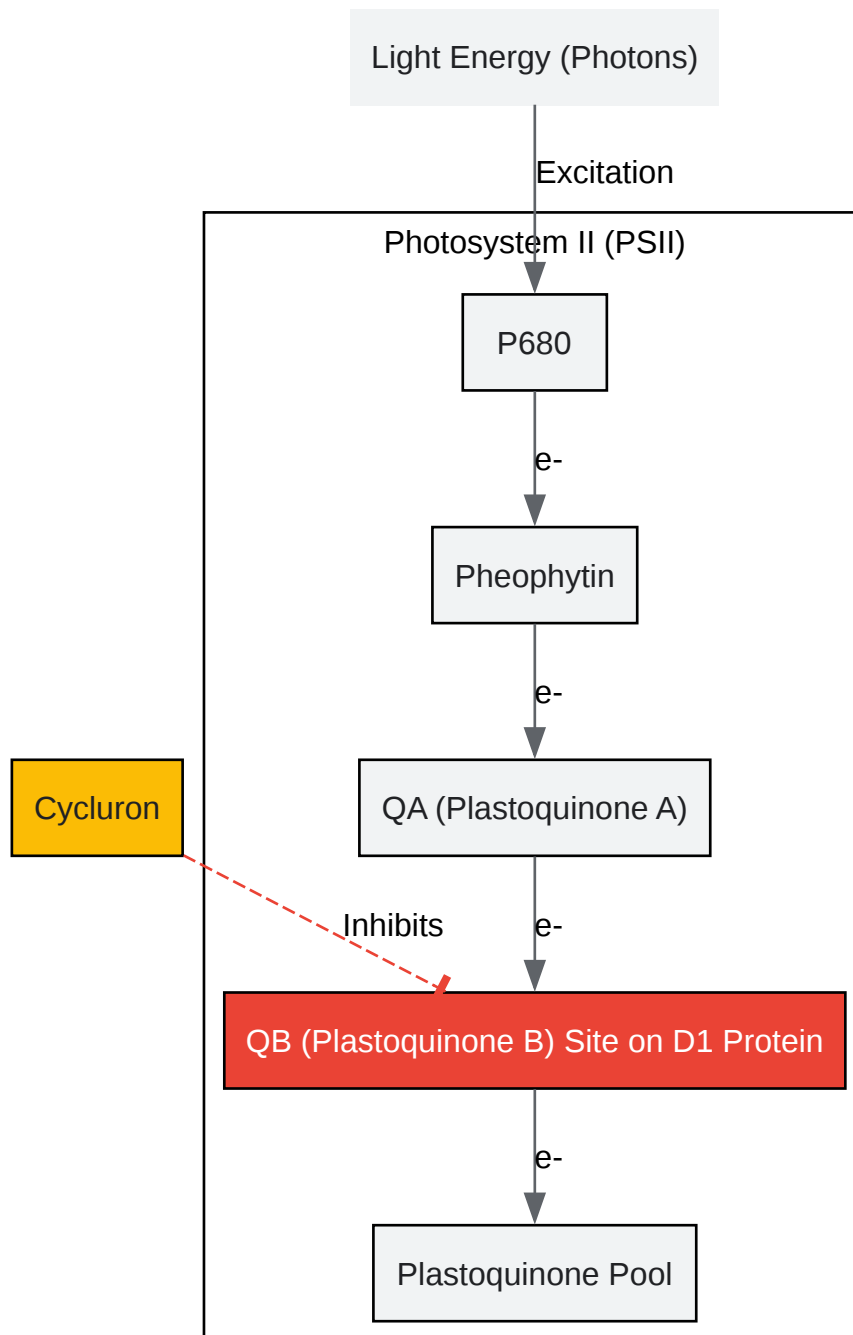 Light Energy (Photons)
Excitation
Photosystem II (PSII)
P680
e-
Pheophytin
e-
Cycluron
QA (Plastoquinone A)
Inhibits
e-
QB (Plastoquinone B) Site on D1 Protein
e-
Plastoquinone Pool